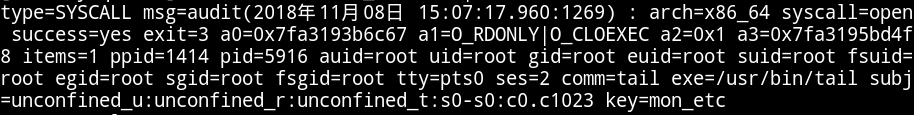 type=SYSCALL msg=audit(2018年11月08日 15:07:17.960:1269) : arch=x86_64 syscall=open
success=yes exit=3 a0=0x7fa3193b6c67 a1=O_RDONLY|O_CLOEXEC a2=0x1 a3=0x7fa3195bd4f
8 items=1 ppid=1414 pid=5916 auid=root uid=root gid=root euid=root suid=root fsuid=
root egid=root sgid=root fsgid=root tty=pts0 ses=2 comm=tail exe=/usr/bin/tail subj
=unconfined_u:unconfined_r:unconfined_t:s0-s0:c0.c1023 key=mon_etc